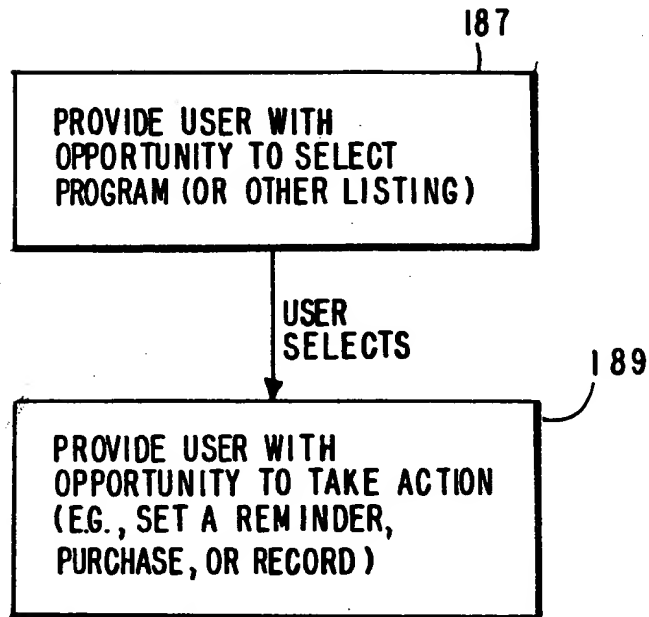 187
PROVIDE USER WITH
OPPORTUNITY TO SELECT
PROGRAM (OR OTHER LISTING)
USER
SELECTS
189
PROVIDE USER WITH
OPPORTUNITY TO TAKE ACTION
(E.G., SET A REMINDER,
PURCHASE, OR RECORD)